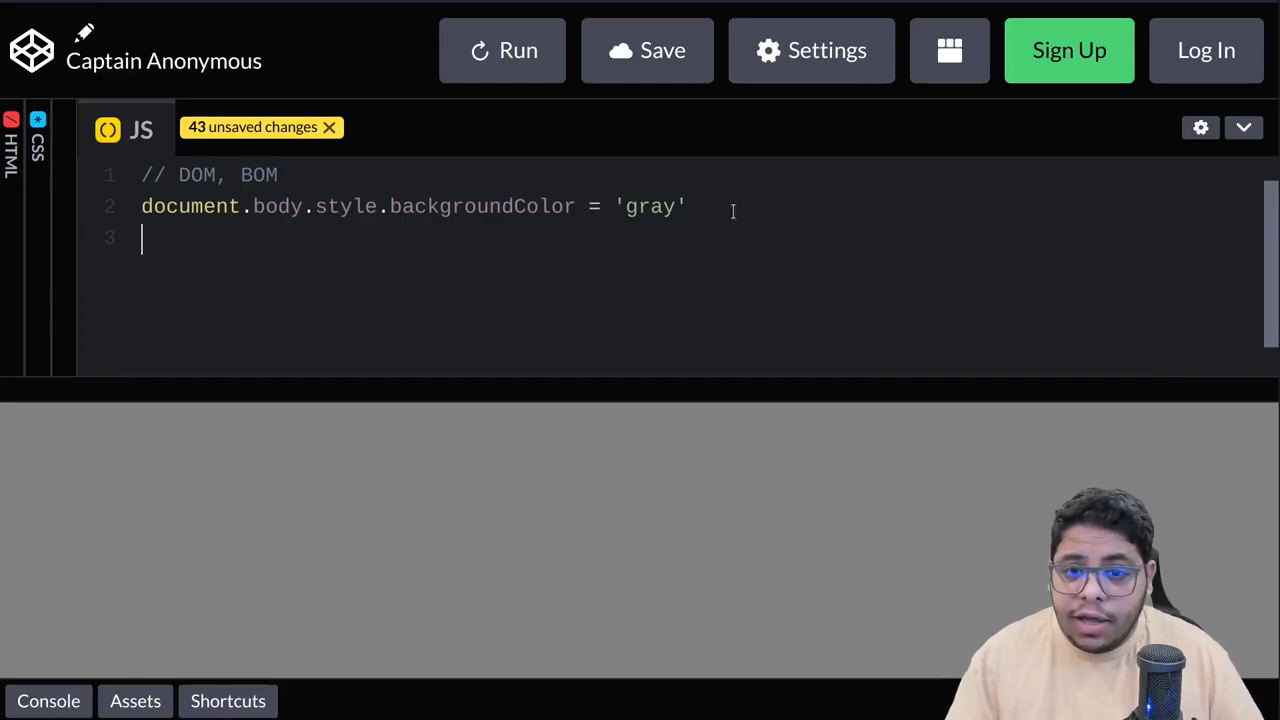 Captain Anonymous
Run
Save
Settings
Sign Up
Log In
HTML
CSS
JS
43 unsaved changes
1 // DOM, BOM
2 document.body.style.backgroundColor = 'gray'
3
Console
Assets
Shortcuts